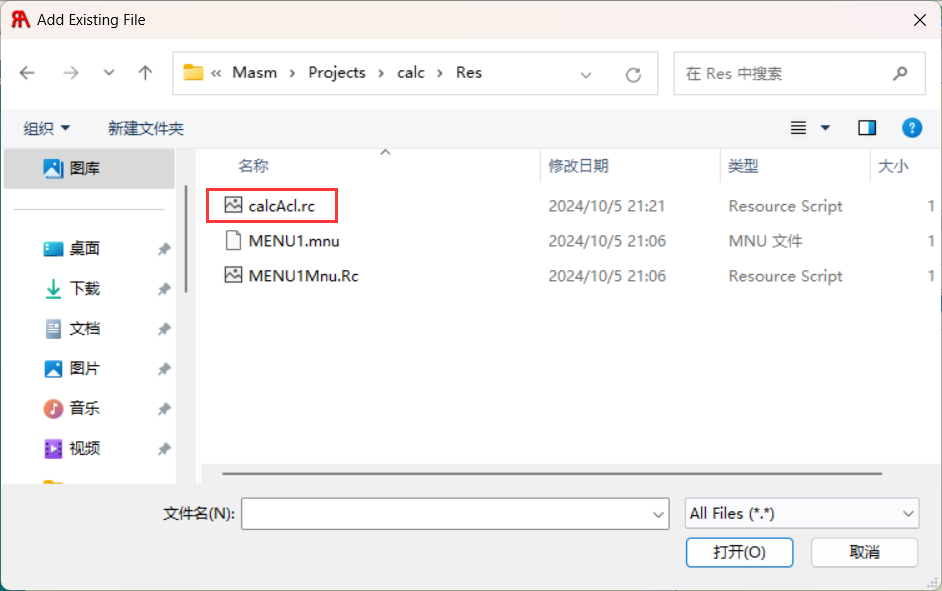 Add Existing File
« Masm › Projects › calc › Res
在 Res 中搜索
组织 新建文件夹
图库
桌面
下载
文档
图片
音乐
视频
名称 修改日期 类型 大小
calcAcl.rc 2024/10/5 21:21 Resource Script 1
MENU1.mnu 2024/10/5 21:06 MNU 文件 1
MENU1Mnu.Rc 2024/10/5 21:06 Resource Script 1
文件名(N):
All Files (*.*)
打开(O) 取消